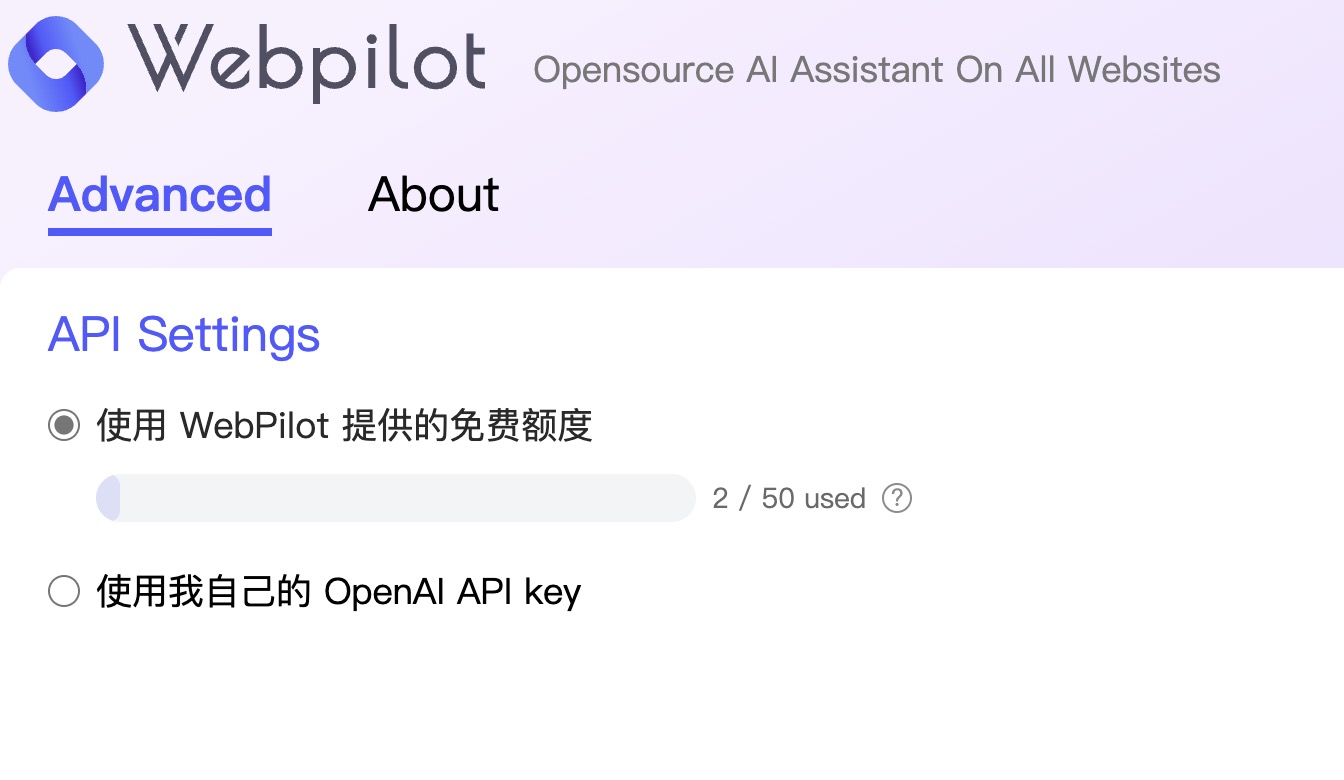 Webpilot Opensource AI Assistant On All Websites
Advanced About
API Settings
使用 WebPilot 提供的免费额度
2 / 50 used ?
使用我自己的 OpenAI API key